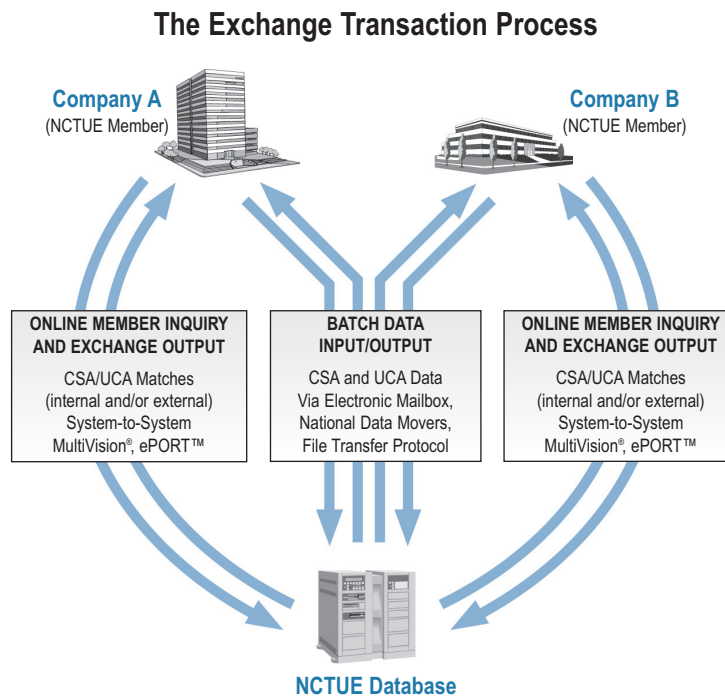 The Exchange Transaction Process
Company A
(NCTUE Member)
Company B
(NCTUE Member)
ONLINE MEMBER INQUIRY
AND EXCHANGE OUTPUT
CSA/UCA Matches
(internal and/or external)
System-to-System
MultiVision®, ePORT™
BATCH DATA
INPUT/OUTPUT
CSA and UCA Data
Via Electronic Mailbox,
National Data Movers,
File Transfer Protocol
ONLINE MEMBER INQUIRY
AND EXCHANGE OUTPUT
CSA/UCA Matches
(internal and/or external)
System-to-System
MultiVision®, ePORT™
NCTUE Database